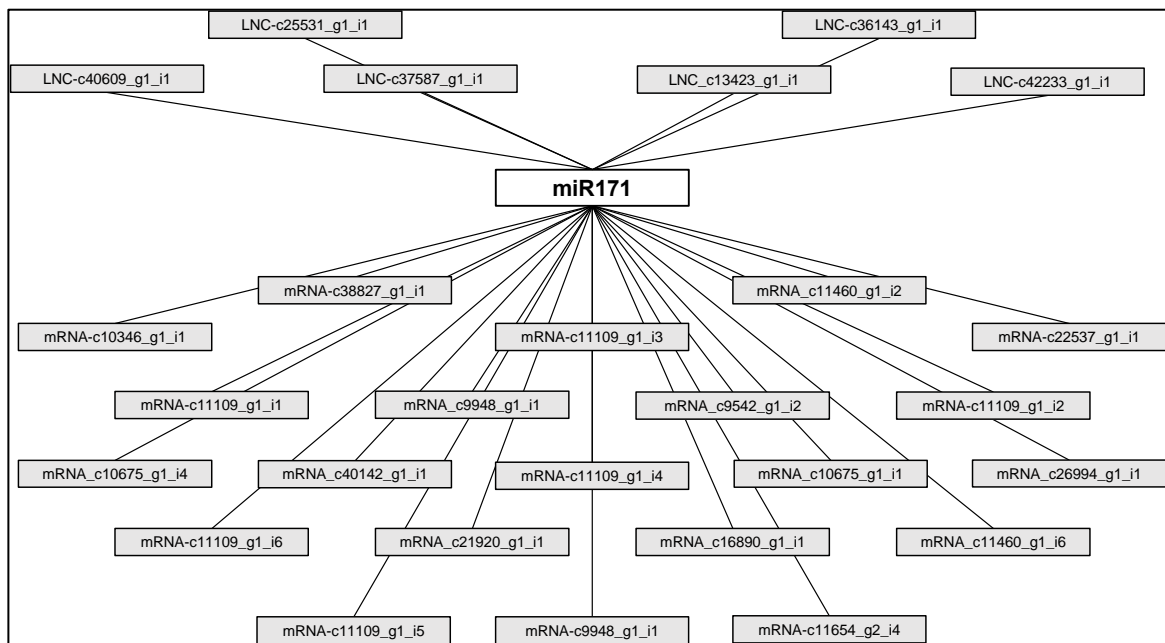 LNC-c25531_g1_i1
LNC-c36143_g1_i1
LNC-c40609_g1_i1
LNC-c37587_g1_i1
LNC_c13423_g1_i1
LNC-c42233_g1_i1
miR171
mRNA-c38827_g1_i1
mRNA_c11460_g1_i2
mRNA-c10346_g1_i1
mRNA-c11109_g1_i3
mRNA-c22537_g1_i1
mRNA-c11109_g1_i1
mRNA_c9948_g1_i1
mRNA_c9542_g1_i2
mRNA-c11109_g1_i2
mRNA_c10675_g1_i4
mRNA_c40142_g1_i1
mRNA-c11109_g1_i4
mRNA_c10675_g1_i1
mRNA_c26994_g1_i1
mRNA-c11109_g1_i6
mRNA_c21920_g1_i1
mRNA_c16890_g1_i1
mRNA_c11460_g1_i6
mRNA-c11109_g1_i5
mRNA-c9948_g1_i1
mRNA-c11654_g2_i4